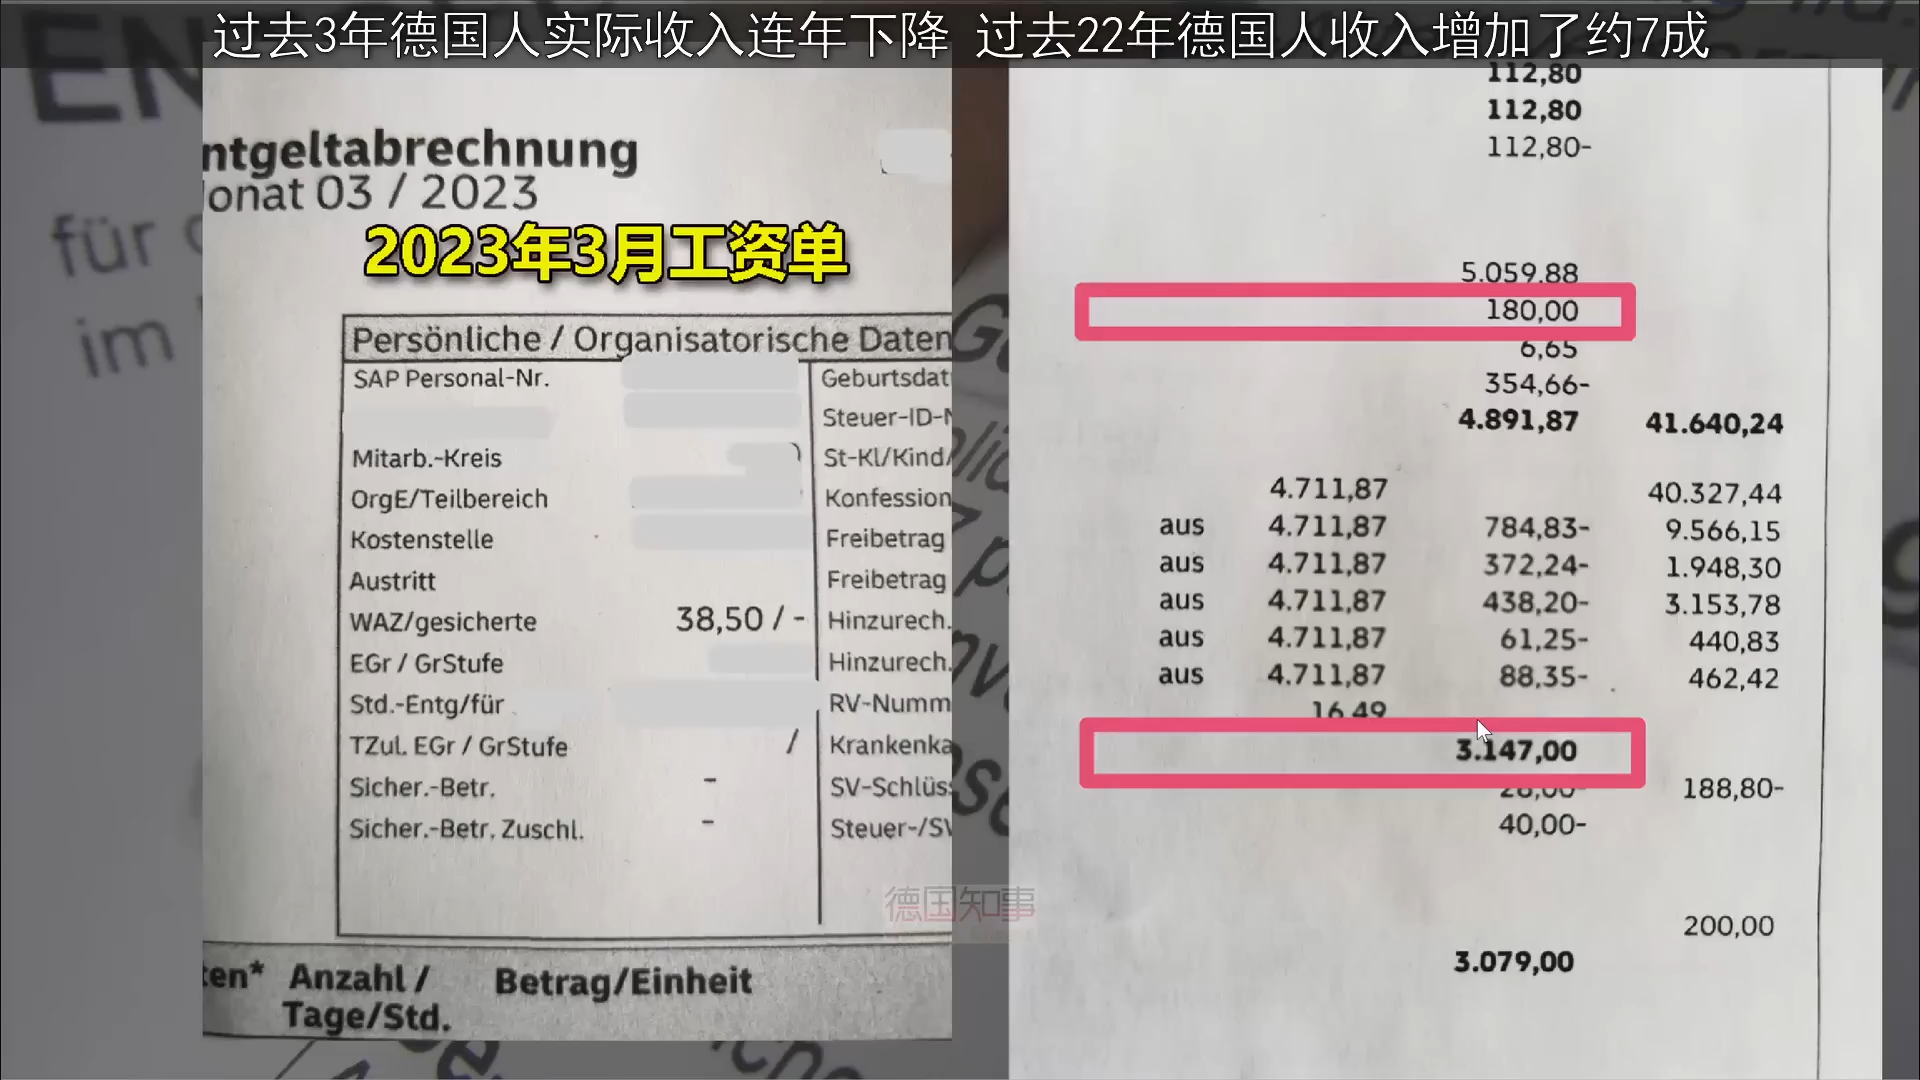 过去3年德国人实际收入连年下降 过去22年德国人收入增加了约7成
ntgeltabrechnung
onat 03 / 2023
2023年3月工资单
Persönliche / Organisatorische Daten
SAP Personal-Nr.
Geburtsdat
Steuer-ID-N
Mitarb.-Kreis
St-Kl/Kind/
OrgE/Teilbereich
Konfession
Kostenstelle
Freibetrag
Austritt
Freibetrag
WAZ/gesicherte 38,50 / -
Hinzurech.
EGr / GrStufe
Hinzurech.
Std.-Entg/für
RV-Numm
TZul. EGr / GrStufe /
Krankenka
Sicher.-Betr. -
SV-Schlüss
Sicher.-Betr. Zuschl. -
Steuer-/SV
ten* Anzahl / Betrag/Einheit
Tage/Std.
112,80
112,80
112,80-
5.059,88
180,00
6,65
354,66-
4.891,87 41.640,24
4.711,87 40.327,44
aus 4.711,87 784,83- 9.566,15
aus 4.711,87 372,24- 1.948,30
aus 4.711,87 438,20- 3.153,78
aus 4.711,87 61,25- 440,83
aus 4.711,87 88,35- 462,42
16,49
3.147,00
28,00- 188,80-
40,00-
200,00
3.079,00
德国知事
EN
für
im